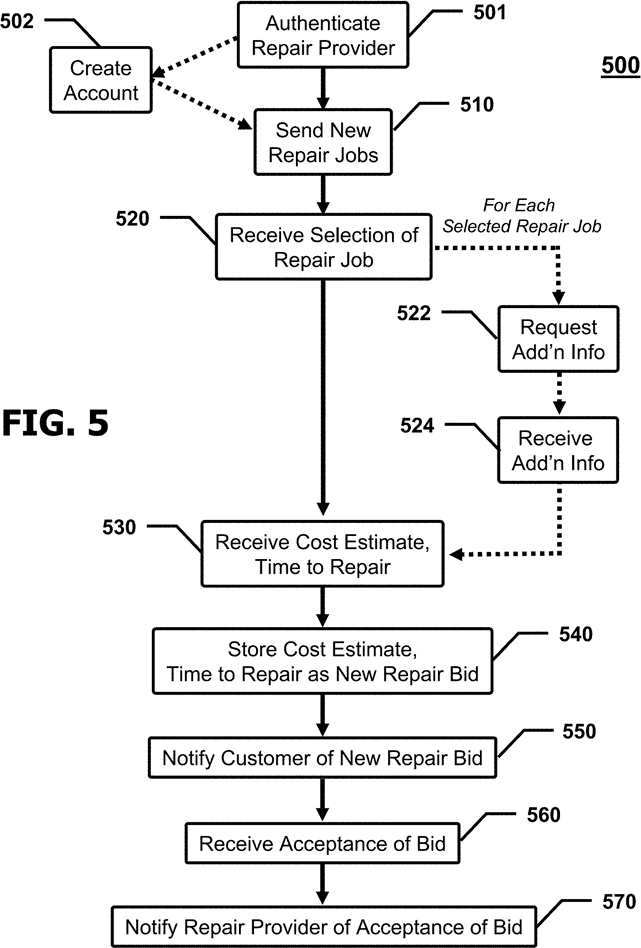 502
Create
Account
Authenticate
Repair Provider
501
500
Send New
Repair Jobs
510
520
Receive Selection of
Repair Job
For Each
Selected Repair Job
522
Request
Add'n Info
FIG. 5
524
Receive
Add'n Info
530
Receive Cost Estimate,
Time to Repair
Store Cost Estimate,
Time to Repair as New Repair Bid
540
Notify Customer of New Repair Bid
550
Receive Acceptance of Bid
560
Notify Repair Provider of Acceptance of Bid
570